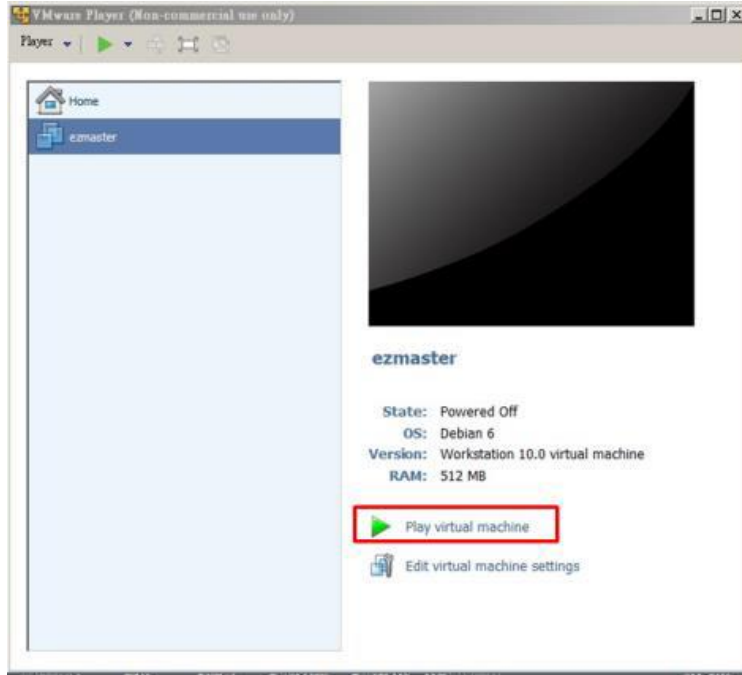 VMware Player (Non-commercial use only)
Player
Home
ezmaster
ezmaster
State: Powered Off
OS: Debian 6
Version: Workstation 10.0 virtual machine
RAM: 512 MB
Play virtual machine
Edit virtual machine settings